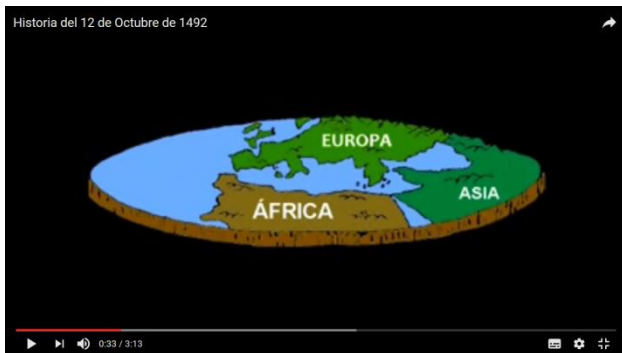 Historia del 12 de Octubre de 1492
EUROPA
ASIA
ÁFRICA
0:33 / 3:13